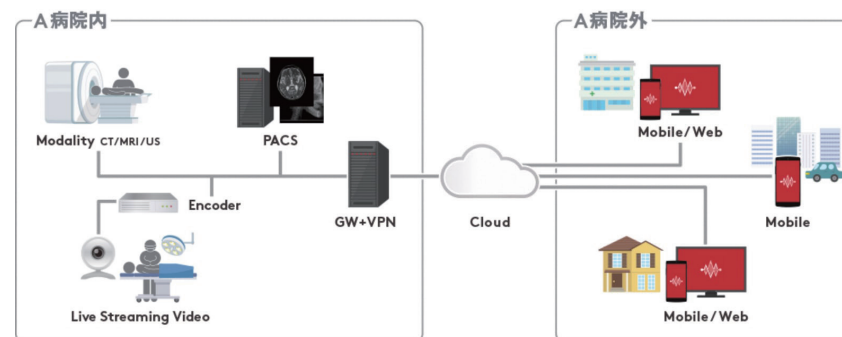 A病院内
Modality CT/MRI/US
PACS
Encoder
GW+VPN
Live Streaming Video
Cloud
A病院外
Mobile/Web
Mobile
Mobile/Web